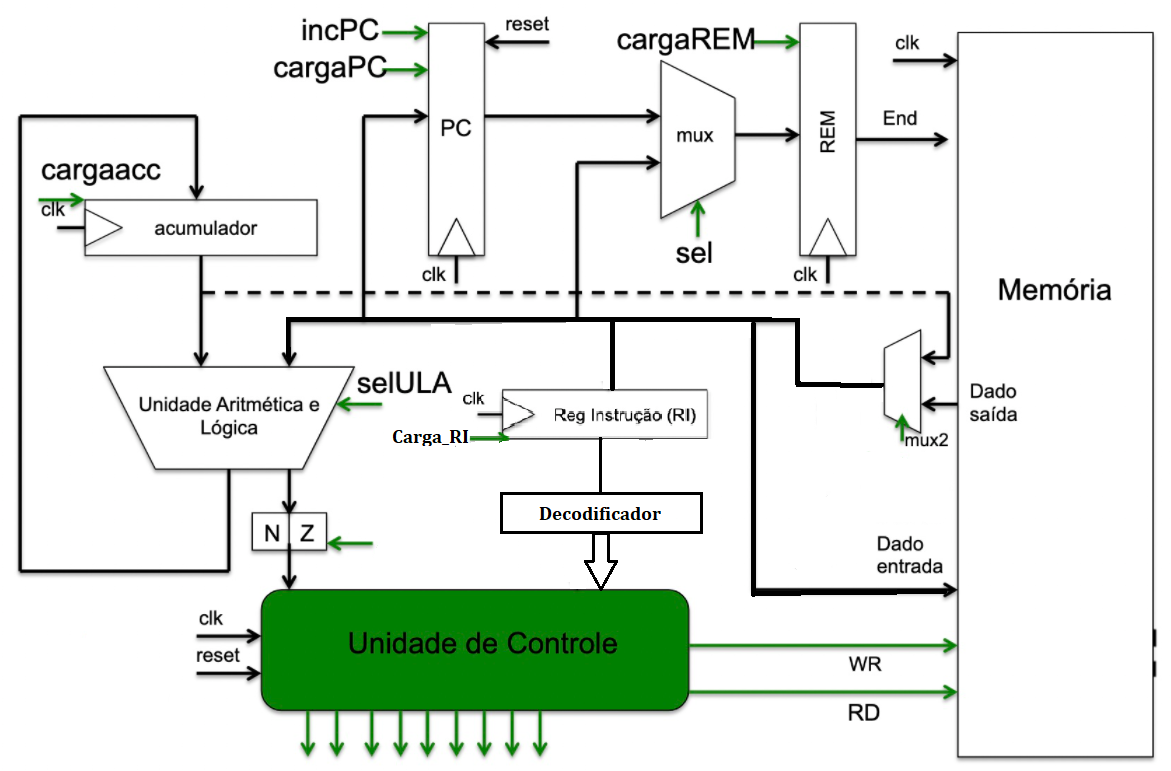 incPC
reset
cargaPC
cargaREM
clk
PC
mux
REM
End
cargaacc
clk
acumulador
clk
sel
clk
Memória
selULA
Unidade Aritmética e
Lógica
clk
Reg Instrução (RI)
Carga_RI
Dado
saída
mux2
Decodificador
N Z
Dado
entrada
clk
reset
Unidade de Controle
WR
RD